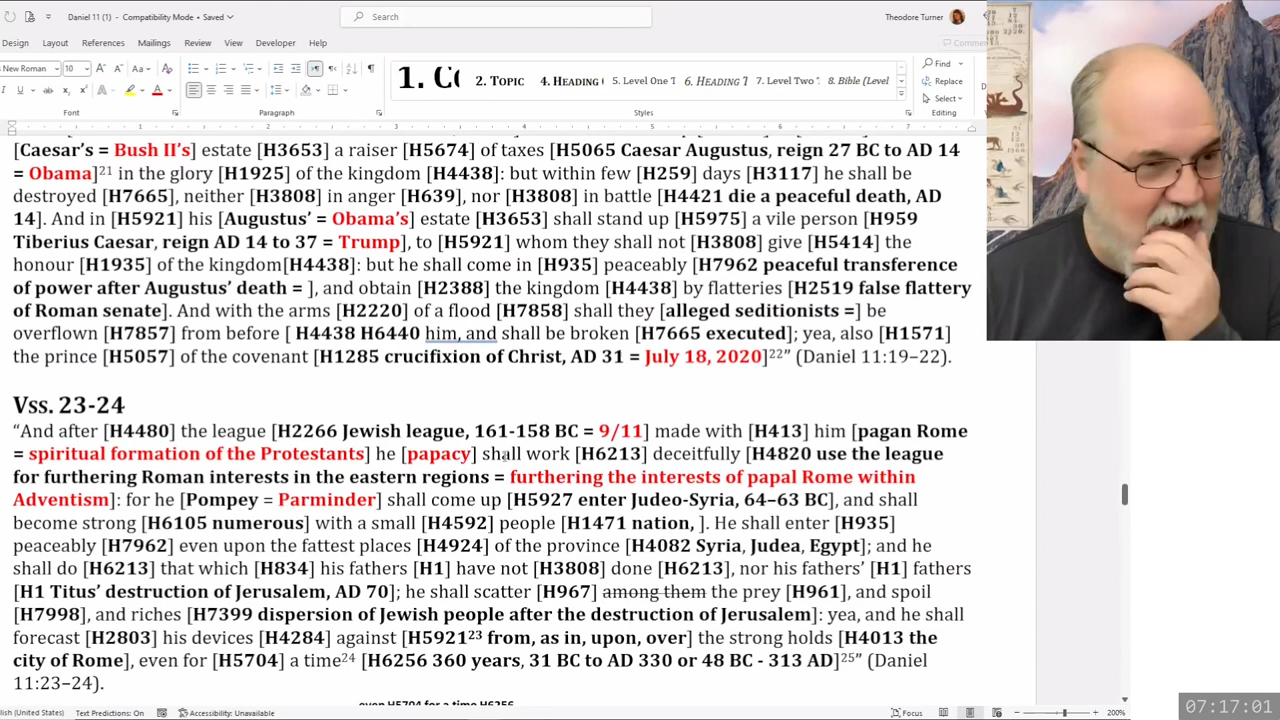 Daniel 11 (1) - Compatibility Mode • Saved
Search
Theodore Turner
Design Layout References Mailings Review View Developer Help
Comme
New Roman 10
Find
Replace
Select
1. Co
2. Topic
4. Heading
5. Level One T
6. Heading T
7. Level Two
8. Bible (Level
Font Paragraph Styles Editing
1 2 3 4 5 6 7
[Caesar's = Bush II's] estate [H3653] a raiser [H5674] of taxes [H5065 Caesar Augustus, reign 27 BC to AD 14
= Obama]21 in the glory [H1925] of the kingdom [H4438]: but within few [H259] days [H3117] he shall be
destroyed [H7665], neither [H3808] in anger [H639], nor [H3808] in battle [H4421 die a peaceful death, AD
14]. And in [H5921] his [Augustus' = Obama's] estate [H3653] shall stand up [H5975] a vile person [H959
Tiberius Caesar, reign AD 14 to 37 = Trump], to [H5921] whom they shall not [H3808] give [H5414] the
honour [H1935] of the kingdom[H4438]: but he shall come in [H935] peaceably [H7962 peaceful transference
of power after Augustus' death = ], and obtain [H2388] the kingdom [H4438] by flatteries [H2519 false flattery
of Roman senate]. And with the arms [H2220] of a flood [H7858] shall they [alleged seditionists =] be
overflown [H7857] from before [ H4438 H6440 him, and shall be broken [H7665 executed]; yea, also [H1571]
the prince [H5057] of the covenant [H1285 crucifixion of Christ, AD 31 = July 18, 2020]22” (Daniel 11:19–22).
Vss. 23-24
“And after [H4480] the league [H2266 Jewish league, 161-158 BC = 9/11] made with [H413] him [pagan Rome
= spiritual formation of the Protestants] he [papacy] shall work [H6213] deceitfully [H4820 use the league
for furthering Roman interests in the eastern regions = furthering the interests of papal Rome within
Adventism]: for he [Pompey = Parminder] shall come up [H5927 enter Judeo-Syria, 64–63 BC], and shall
become strong [H6105 numerous] with a small [H4592] people [H1471 nation, ]. He shall enter [H935]
peaceably [H7962] even upon the fattest places [H4924] of the province [H4082 Syria, Judea, Egypt]; and he
shall do [H6213] that which [H834] his fathers [H1] have not [H3808] done [H6213], nor his fathers’ [H1] fathers
[H1 Titus’ destruction of Jerusalem, AD 70]; he shall scatter [H967] among them the prey [H961], and spoil
[H7998], and riches [H7399 dispersion of Jewish people after the destruction of Jerusalem]: yea, and he shall
forecast [H2803] his devices [H4284] against [H592123 from, as in, upon, over] the strong holds [H4013 the
city of Rome], even for [H5704] a time24 [H6256 360 years, 31 BC to AD 330 or 48 BC - 313 AD]25” (Daniel
11:23–24).
even H5704 for a time H6256
English (United States) Text Predictions: On Accessibility: Unavailable Focus 200%
07:17:01